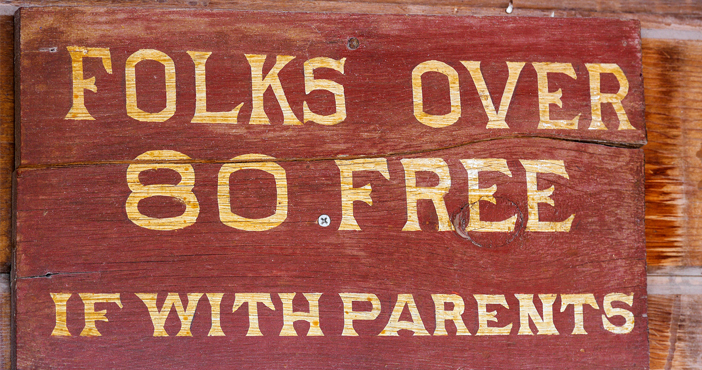 FOLKS OVER
80 FREE
IF WITH PARENTS